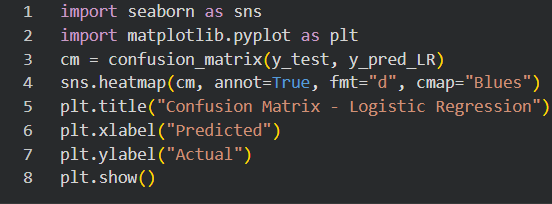 1 import seaborn as sns
2 import matplotlib.pyplot as plt
3 cm = confusion_matrix(y_test, y_pred_LR)
4 sns.heatmap(cm, annot=True, fmt="d", cmap="Blues")
5 plt.title("Confusion Matrix - Logistic Regression")
6 plt.xlabel("Predicted")
7 plt.ylabel("Actual")
8 plt.show()